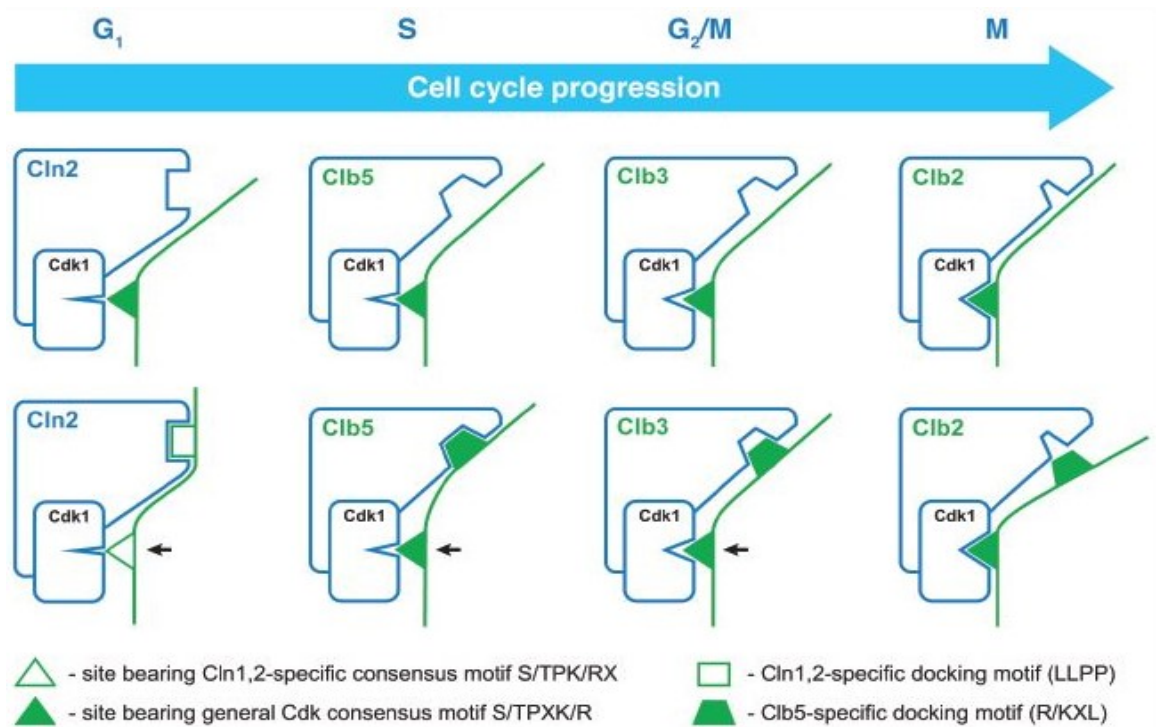 G1 S G2/M M
Cell cycle progression
Cln2 Clb5 Clb3 Clb2
Cdk1 Cdk1 Cdk1 Cdk1
Cln2 Clb5 Clb3 Clb2
Cdk1 Cdk1 Cdk1 Cdk1
- site bearing Cln1,2-specific consensus motif S/TPK/RX
- Cln1,2-specific docking motif (LLPP)
- site bearing general Cdk consensus motif S/TPXK/R
- Clb5-specific docking motif (R/KXL)